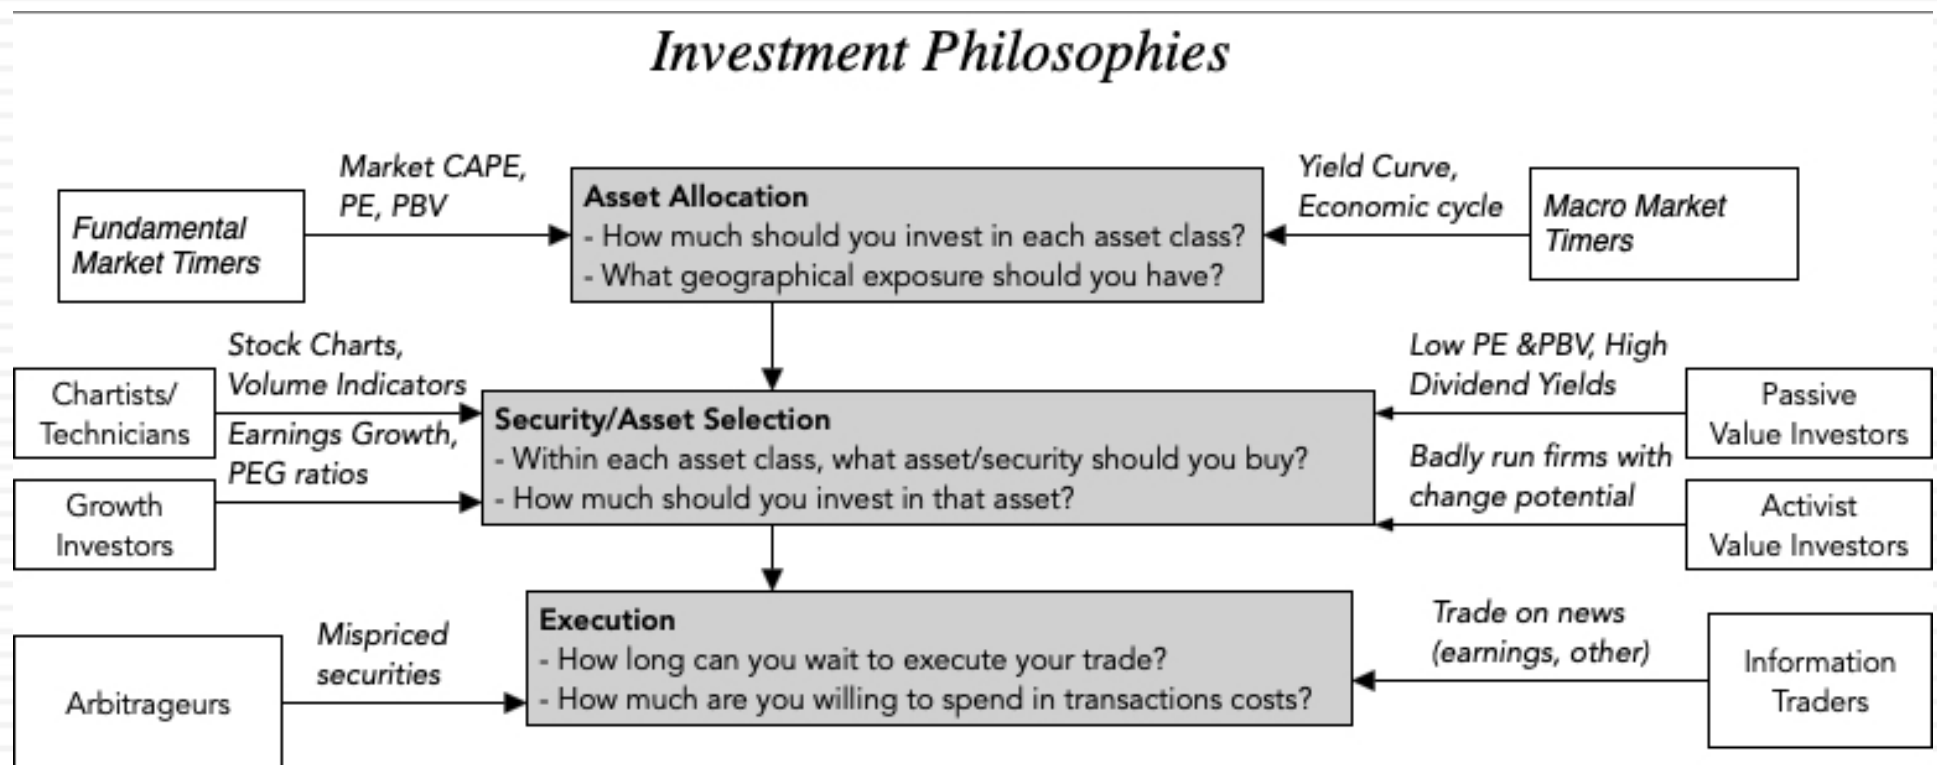 Investment Philosophies
Market CAPE,
PE, PBV
Fundamental
Market Timers
Asset Allocation
- How much should you invest in each asset class?
- What geographical exposure should you have?
Yield Curve,
Economic cycle
Macro Market
Timers
Stock Charts,
Volume Indicators
Chartists/
Technicians
Earnings Growth,
PEG ratios
Growth
Investors
Security/Asset Selection
- Within each asset class, what asset/security should you buy?
- How much should you invest in that asset?
Low PE &PBV, High
Dividend Yields
Passive
Value Investors
Badly run firms with
change potential
Activist
Value Investors
Mispriced
securities
Arbitrageurs
Execution
- How long can you wait to execute your trade?
- How much are you willing to spend in transactions costs?
Trade on news
(earnings, other)
Information
Traders